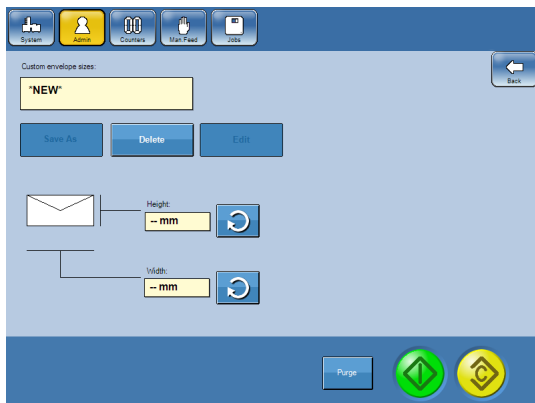 System Admin Counters Man.Feed Jobs
Custom envelope sizes:
Back
*NEW*
Save As Delete Edit
Height:
-- mm
Width:
-- mm
Purge
C